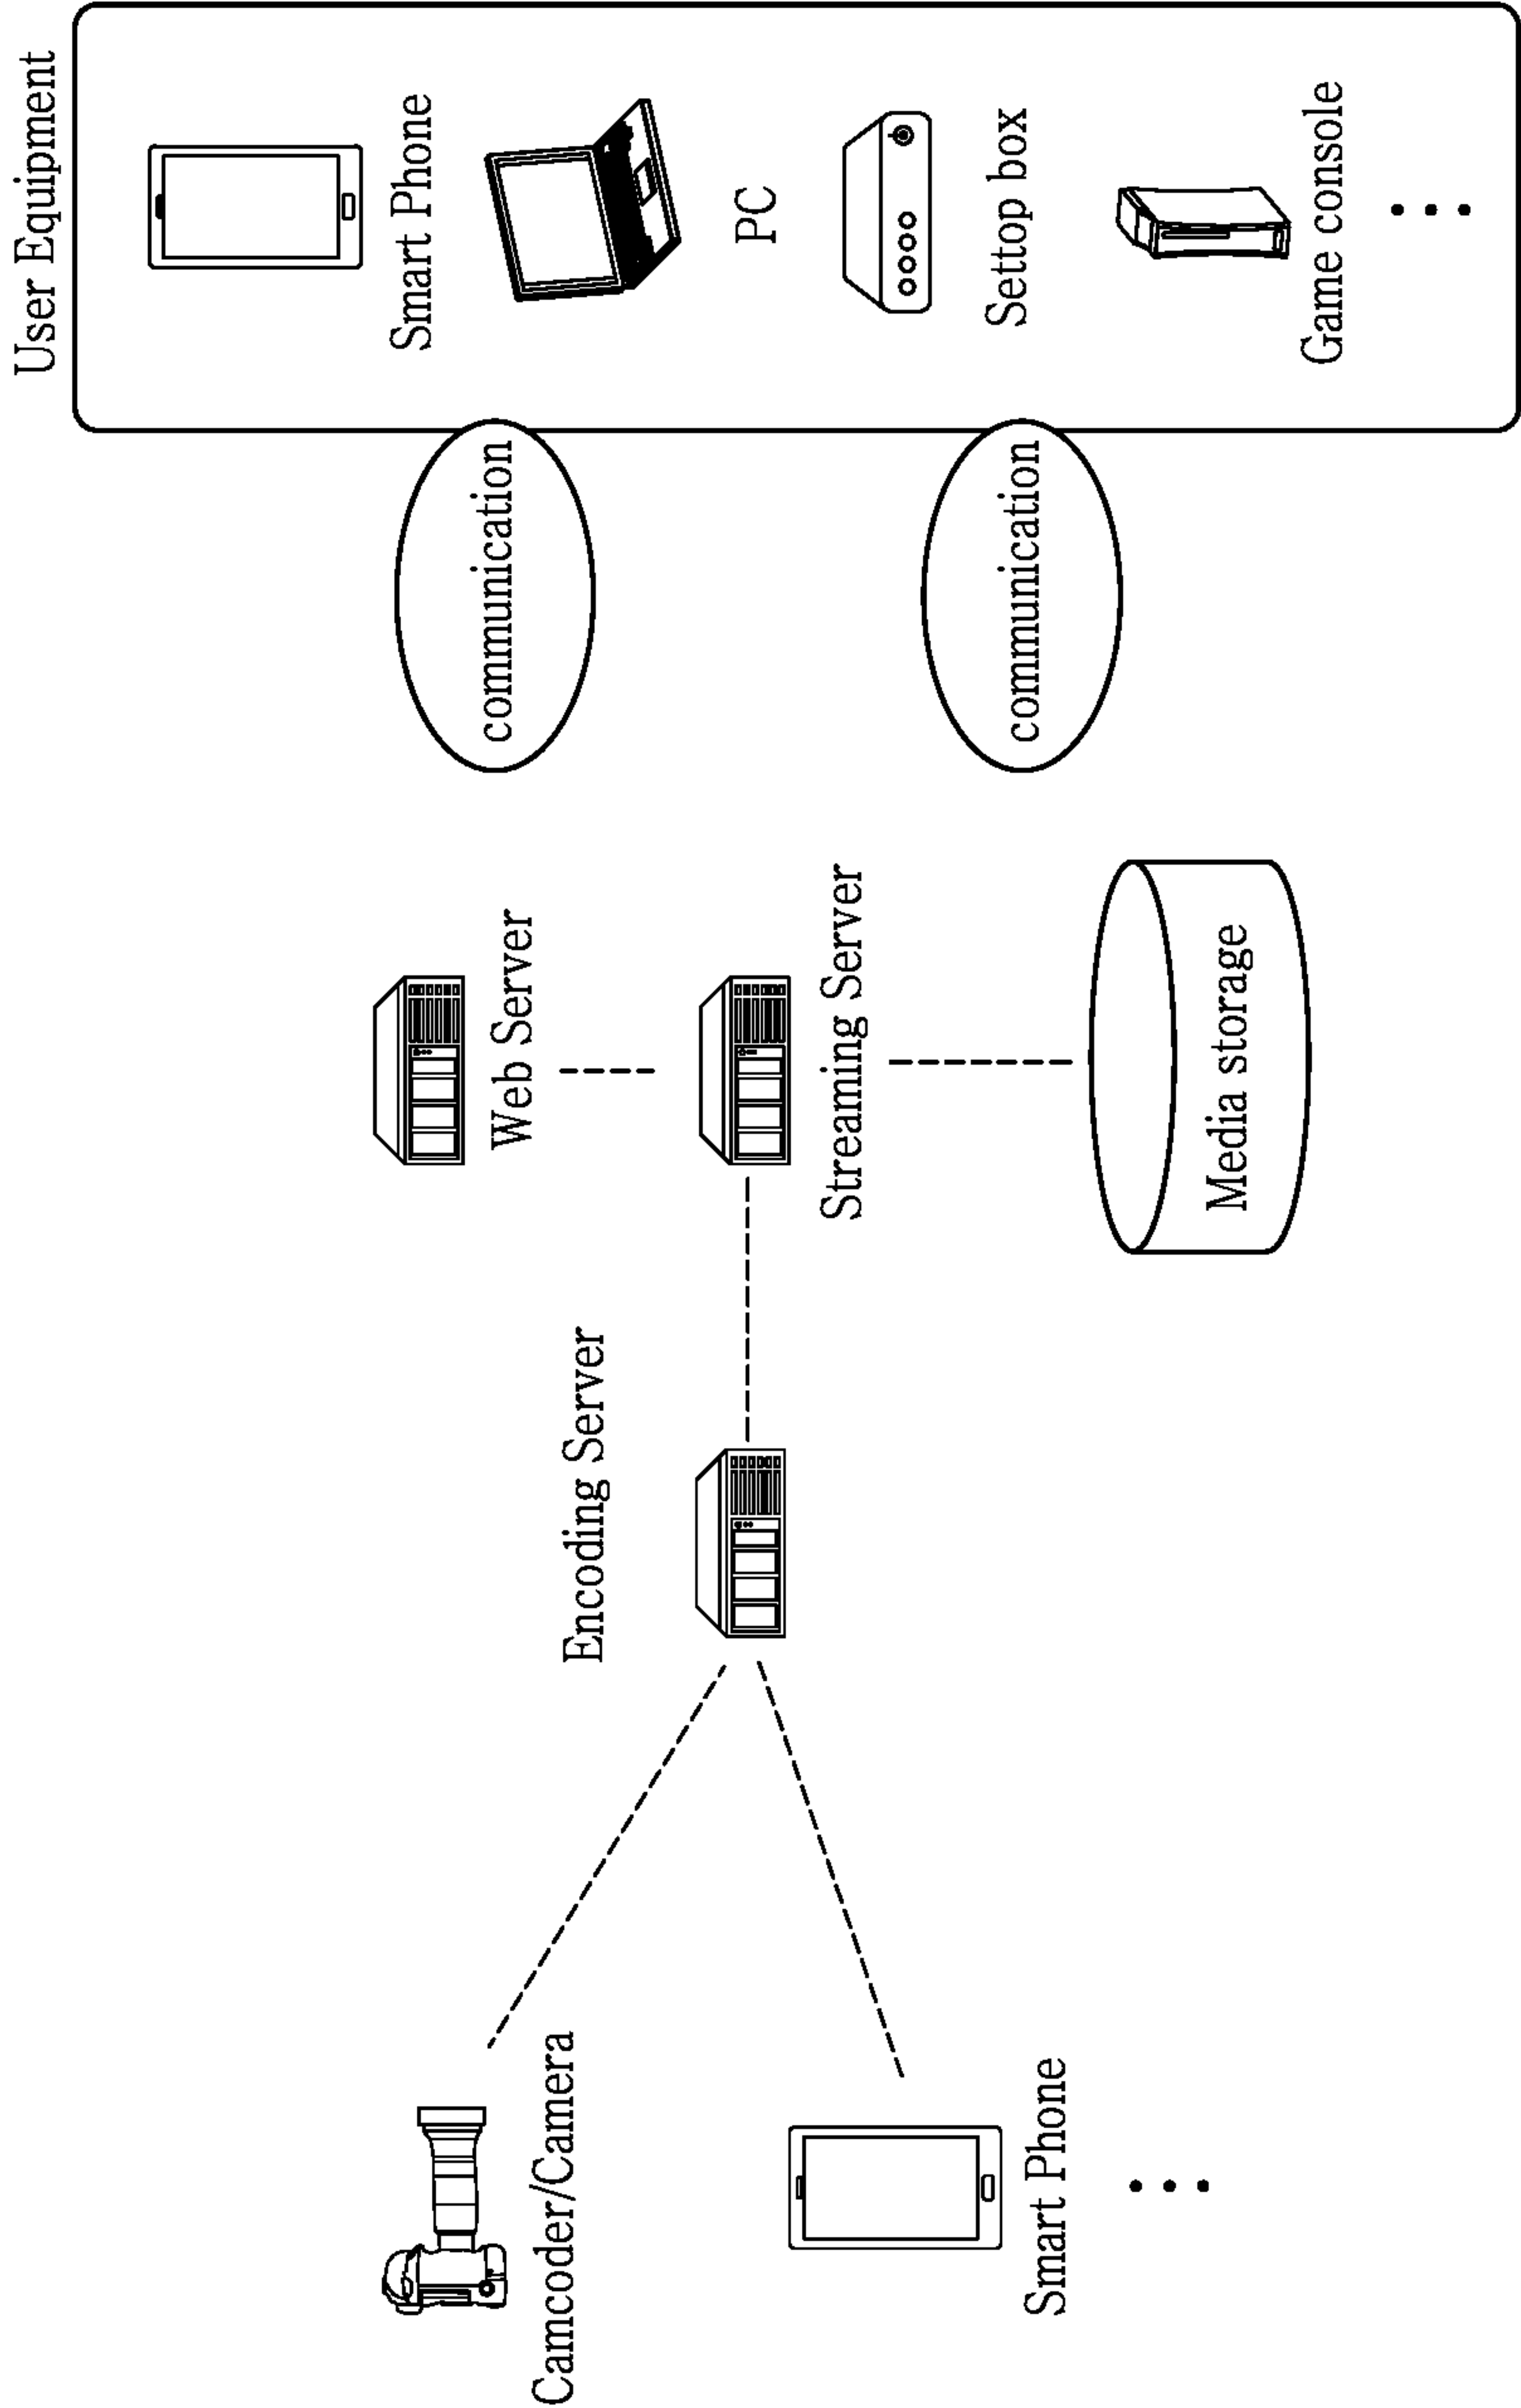 Camcoder/Camera
Smart Phone
Encoding Server
Web Server
Streaming Server
Media storage
communication
communication
User Equipment
Smart Phone
PC
Settop box
Game console